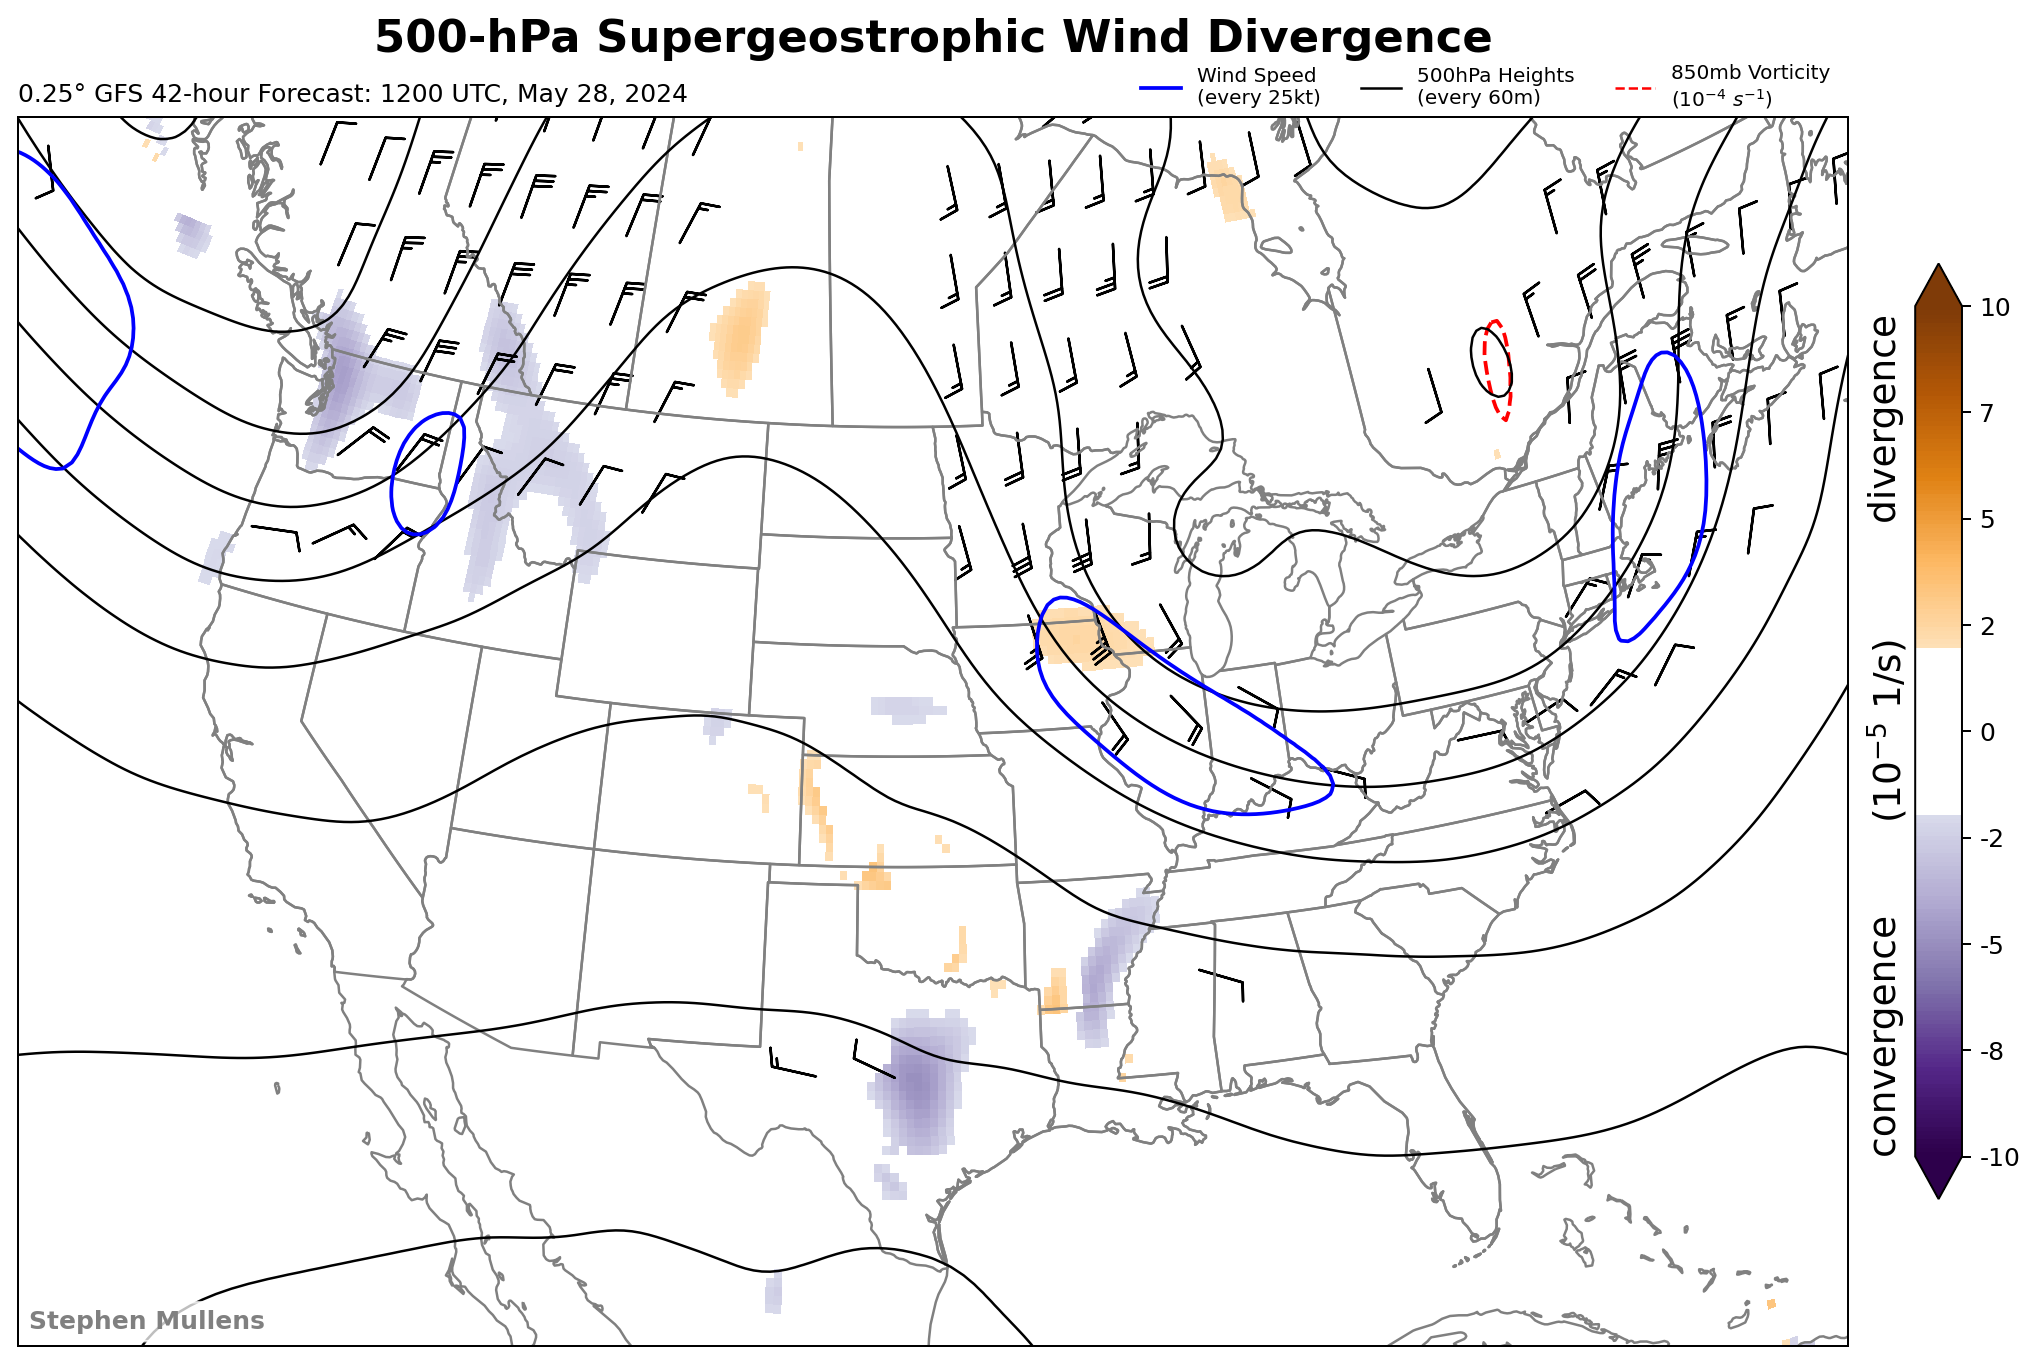 500-hPa Supergeostrophic Wind Divergence
0.25° GFS 42-hour Forecast: 1200 UTC, May 28, 2024
Wind Speed
(every 25kt)
500hPa Heights
(every 60m)
850mb Vorticity
(10⁻⁴ s⁻¹)
10
7
5
2
0
-2
-5
-8
-10
convergence (10⁻⁵ 1/s) divergence
Stephen Mullens